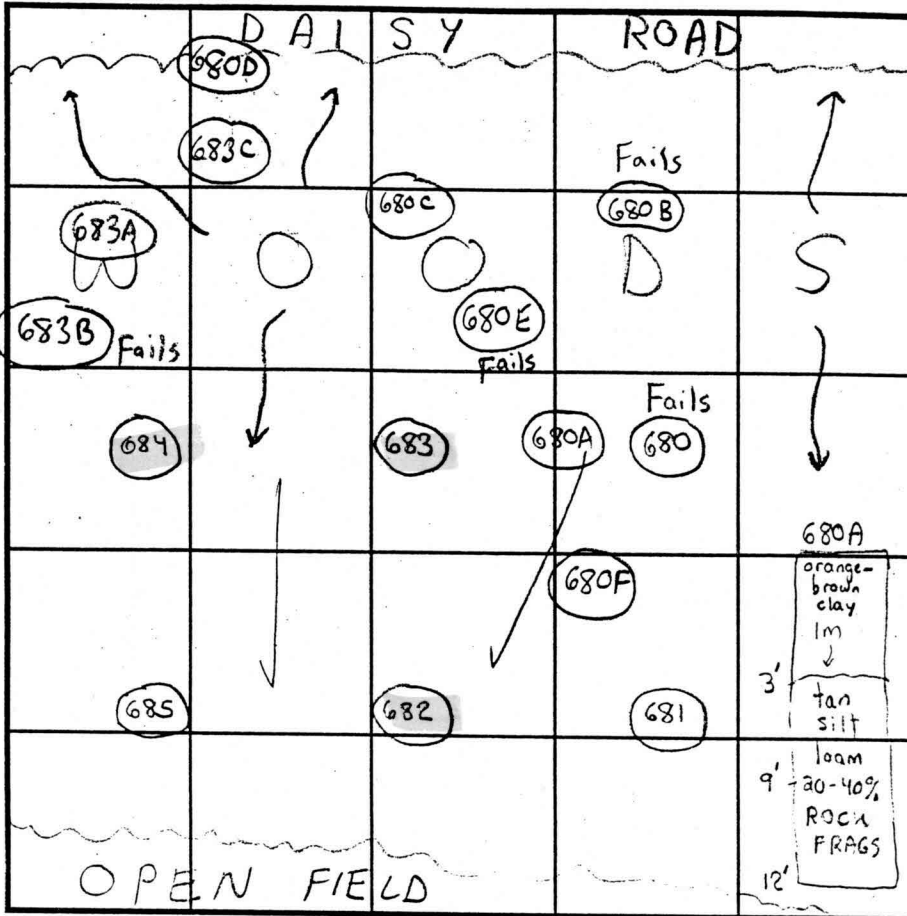 DAISY ROAD
680D
683C
Fails
680C
680B
683A
W O O D S
683B
Fails
680E
Fails
Fails
684
683
680A
680
680A
680F
orange-
brown
clay
1m
3'
tan
silt
loam
685
682
681
9'
20-40%
ROCK
FRAGS
12'
OPEN FIELD